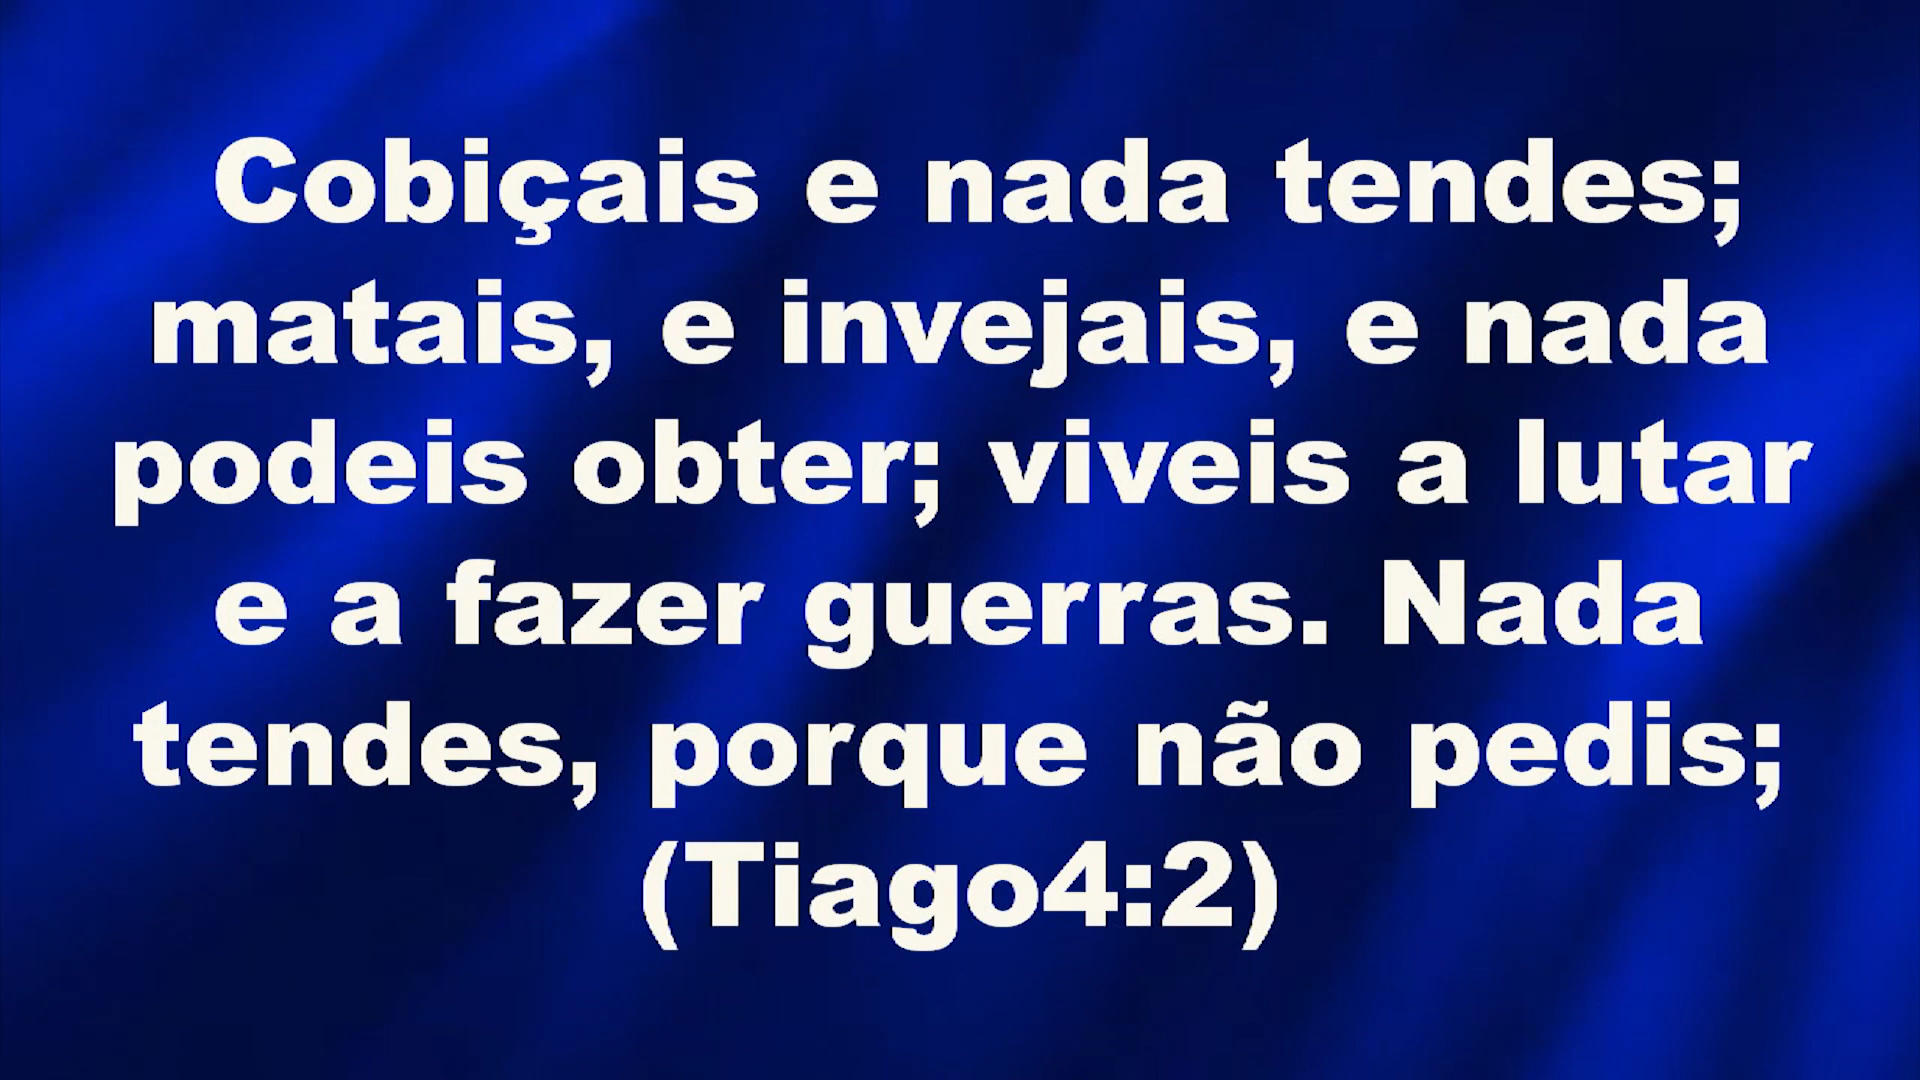 Cobiçais e nada tendes;
matais, e invejais, e nada
podeis obter; viveis a lutar
e a fazer guerras. Nada
tendes, porque não pedis;
(Tiago4:2)